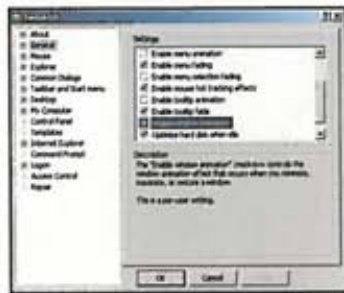 About
General
Mouse
Explorer
Common Dialogs
Taskbar and Start menu
Desktop
My Computer
Control Panel
Templates
Internet Explorer
Command Prompt
Logon
Access Control
Repair
Settings
Enable menu animation
Enable menu fading
Enable menu selection fading
Enable mouse hot tracking effects
Enable tooltip animation
Enable tooltip fade
Optimize hard disk when idle
Description
The "Enable window animation" checkbox controls the
window animation effect that occurs when you minimize,
maximize, or restore a window.
This is a per-user setting.
OK
Cancel